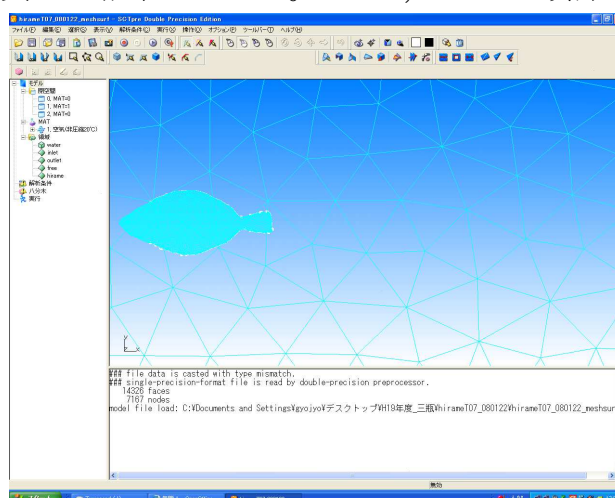 hirameT07_080122_meshsurf - SCTpre Double Precision Edition
ファイル(F) 編集(E) 選択(S) 表示(V) 解析条件(C) 実行(X) 操作(O) オプション(P) ツールバー(T) ヘルプ(H)
モデル
閉空間
0, MAT=0
1, MAT=1
2, MAT=0
MAT
1, 空気(非圧縮20℃)
領域
water
inlet
outlet
free
hirame
解析条件
八分木
実行
y
x
### file data is casted with type mismatch.
### single-precision-format file is read by double-precision preprocessor.
14326 faces
7167 nodes
model file load: C:¥Documents and Settings¥gyojyo¥デスクトップ¥H19年度_三瓶¥hirameT07_080122¥hirameT07_080122_meshsur
無効